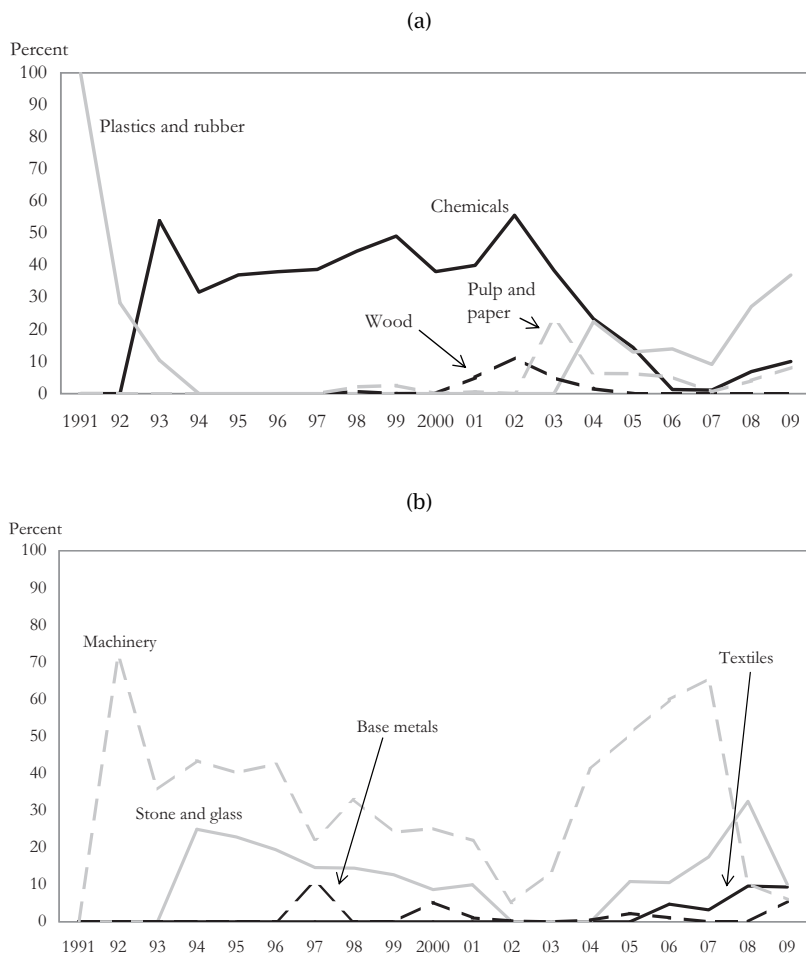 (a)
Percent
100
90
80
70
60
50
40
30
20
10
0
Plastics and rubber
Chemicals
Pulp and
paper
Wood
1991 92 93 94 95 96 97 98 99 2000 01 02 03 04 05 06 07 08 09
(b)
Percent
100
90
80
70
60
50
40
30
20
10
0
Machinery
Textiles
Base metals
Stone and glass
1991 92 93 94 95 96 97 98 99 2000 01 02 03 04 05 06 07 08 09